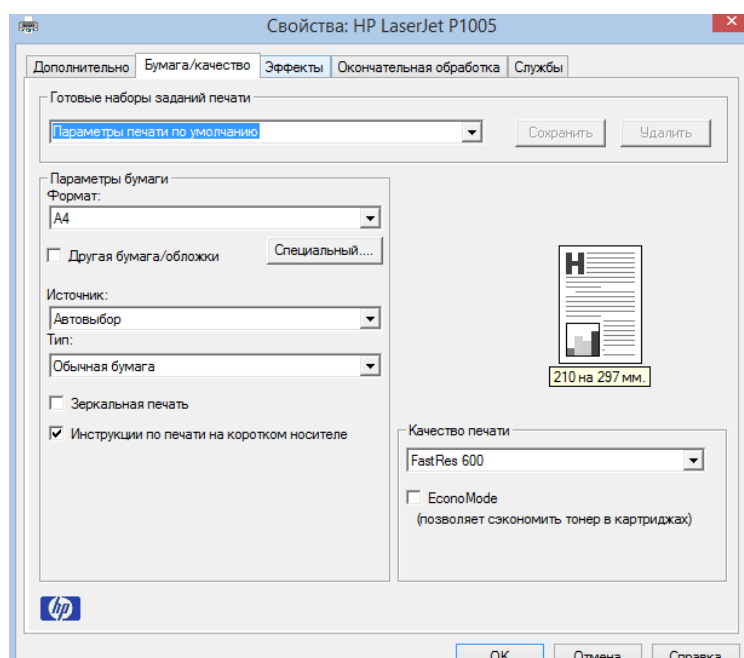 Свойства: HP LaserJet P1005
Дополнительно Бумага/качество Эффекты Окончательная обработка Службы
Готовые наборы заданий печати
Параметры печати по умолчанию Сохранить Удалить
Параметры бумаги
Формат:
A4
Другая бумага/обложки Специальный....
Источник:
Автовыбор
Тип:
Обычная бумага
210 на 297 мм.
Зеркальная печать
Инструкции по печати на коротком носителе
Качество печати
FastRes 600
EconoMode
(позволяет сэкономить тонер в картриджах)
hp
OK Отмена Справка